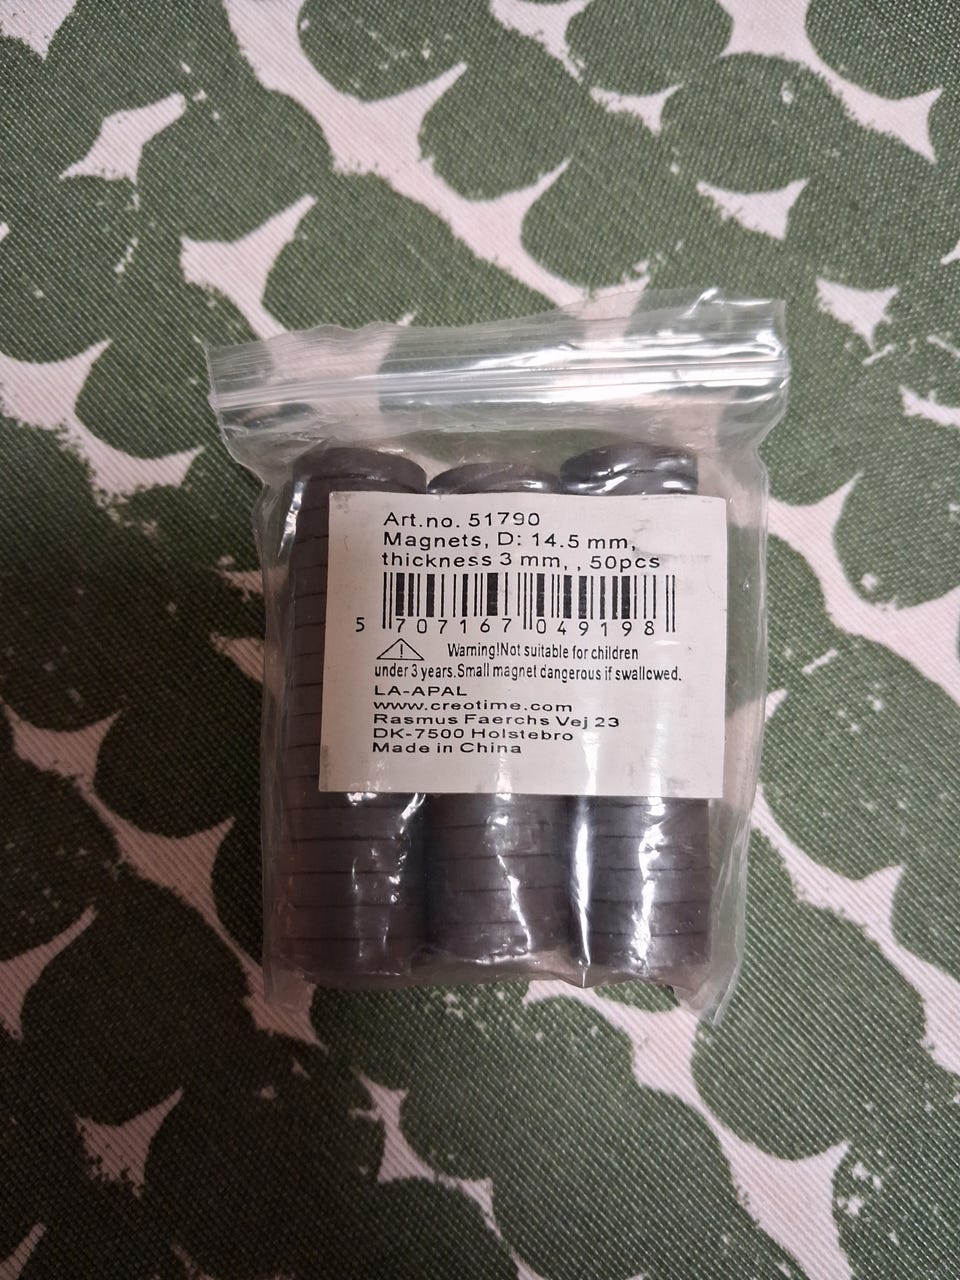 Art.no. 51790
Magnets, D: 14.5 mm,
thickness 3 mm, , 50pcs
5 707167 049198
Warning!Not suitable for children
under 3 years.Small magnet dangerous if swallowed.
LA-APAL
www.creotime.com
Rasmus Faerchs Vej 23
DK-7500 Holstebro
Made in China